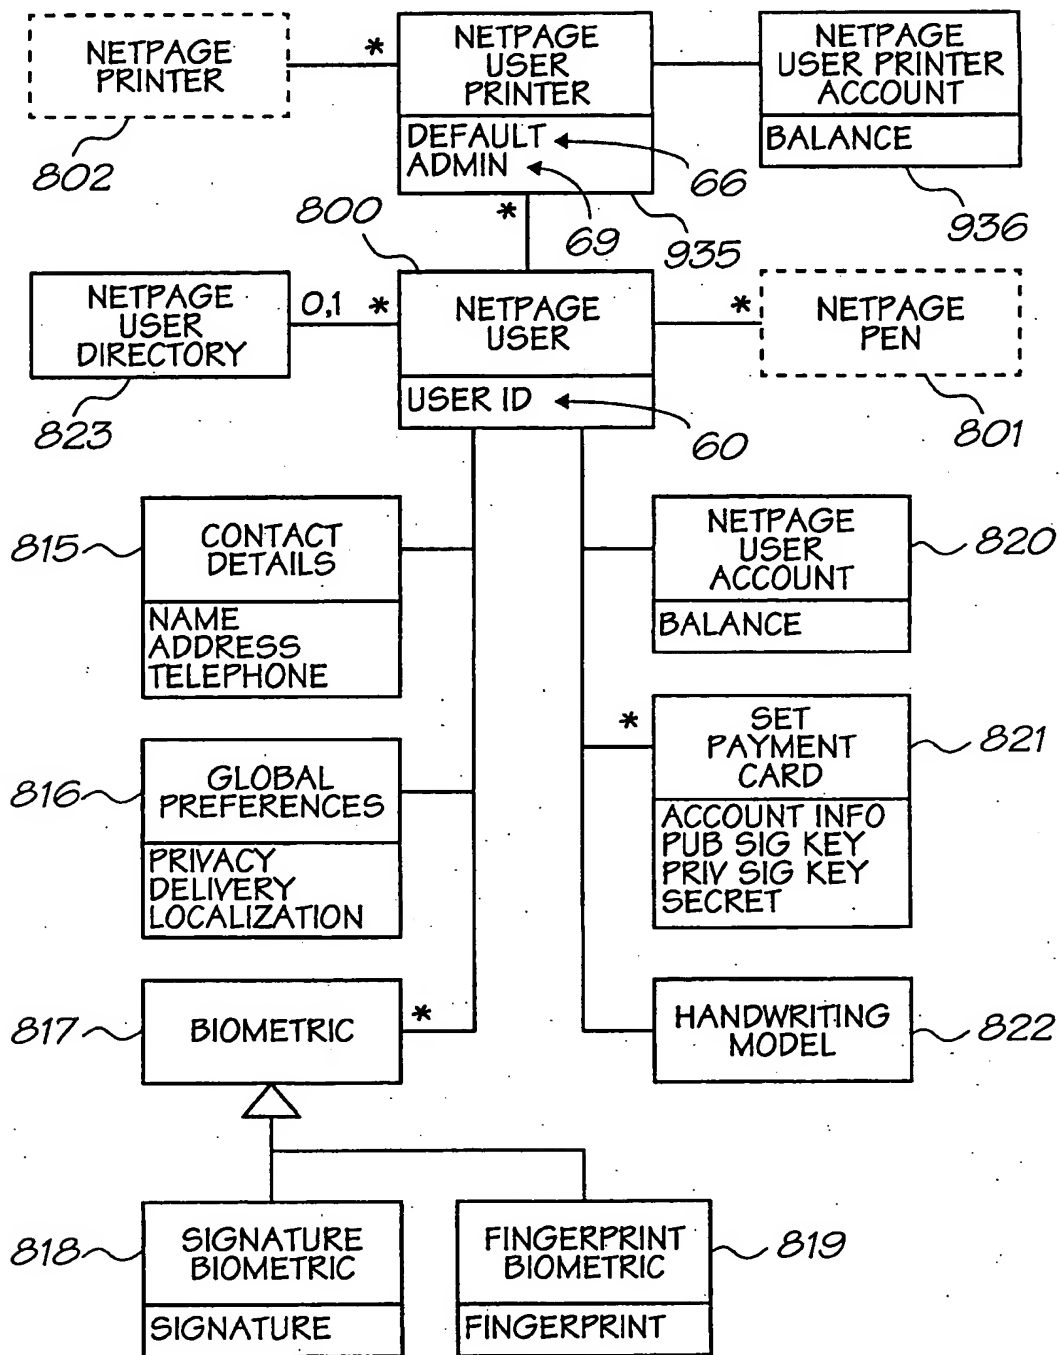 NETPAGE
PRINTER
802
*
NETPAGE
USER
PRINTER
DEFAULT
ADMIN
66
69
935
NETPAGE
USER PRINTER
ACCOUNT
BALANCE
936
*
800
NETPAGE
USER
DIRECTORY
823
0,1
*
NETPAGE
USER
USER ID
60
*
NETPAGE
PEN
801
815
CONTACT
DETAILS
NAME
ADDRESS
TELEPHONE
NETPAGE
USER
ACCOUNT
BALANCE
820
816
GLOBAL
PREFERENCES
PRIVACY
DELIVERY
LOCALIZATION
*
SET
PAYMENT
CARD
ACCOUNT INFO
PUB SIG KEY
PRIV SIG KEY
SECRET
821
817
BIOMETRIC
*
HANDWRITING
MODEL
822
818
SIGNATURE
BIOMETRIC
SIGNATURE
FINGERPRINT
BIOMETRIC
FINGERPRINT
819